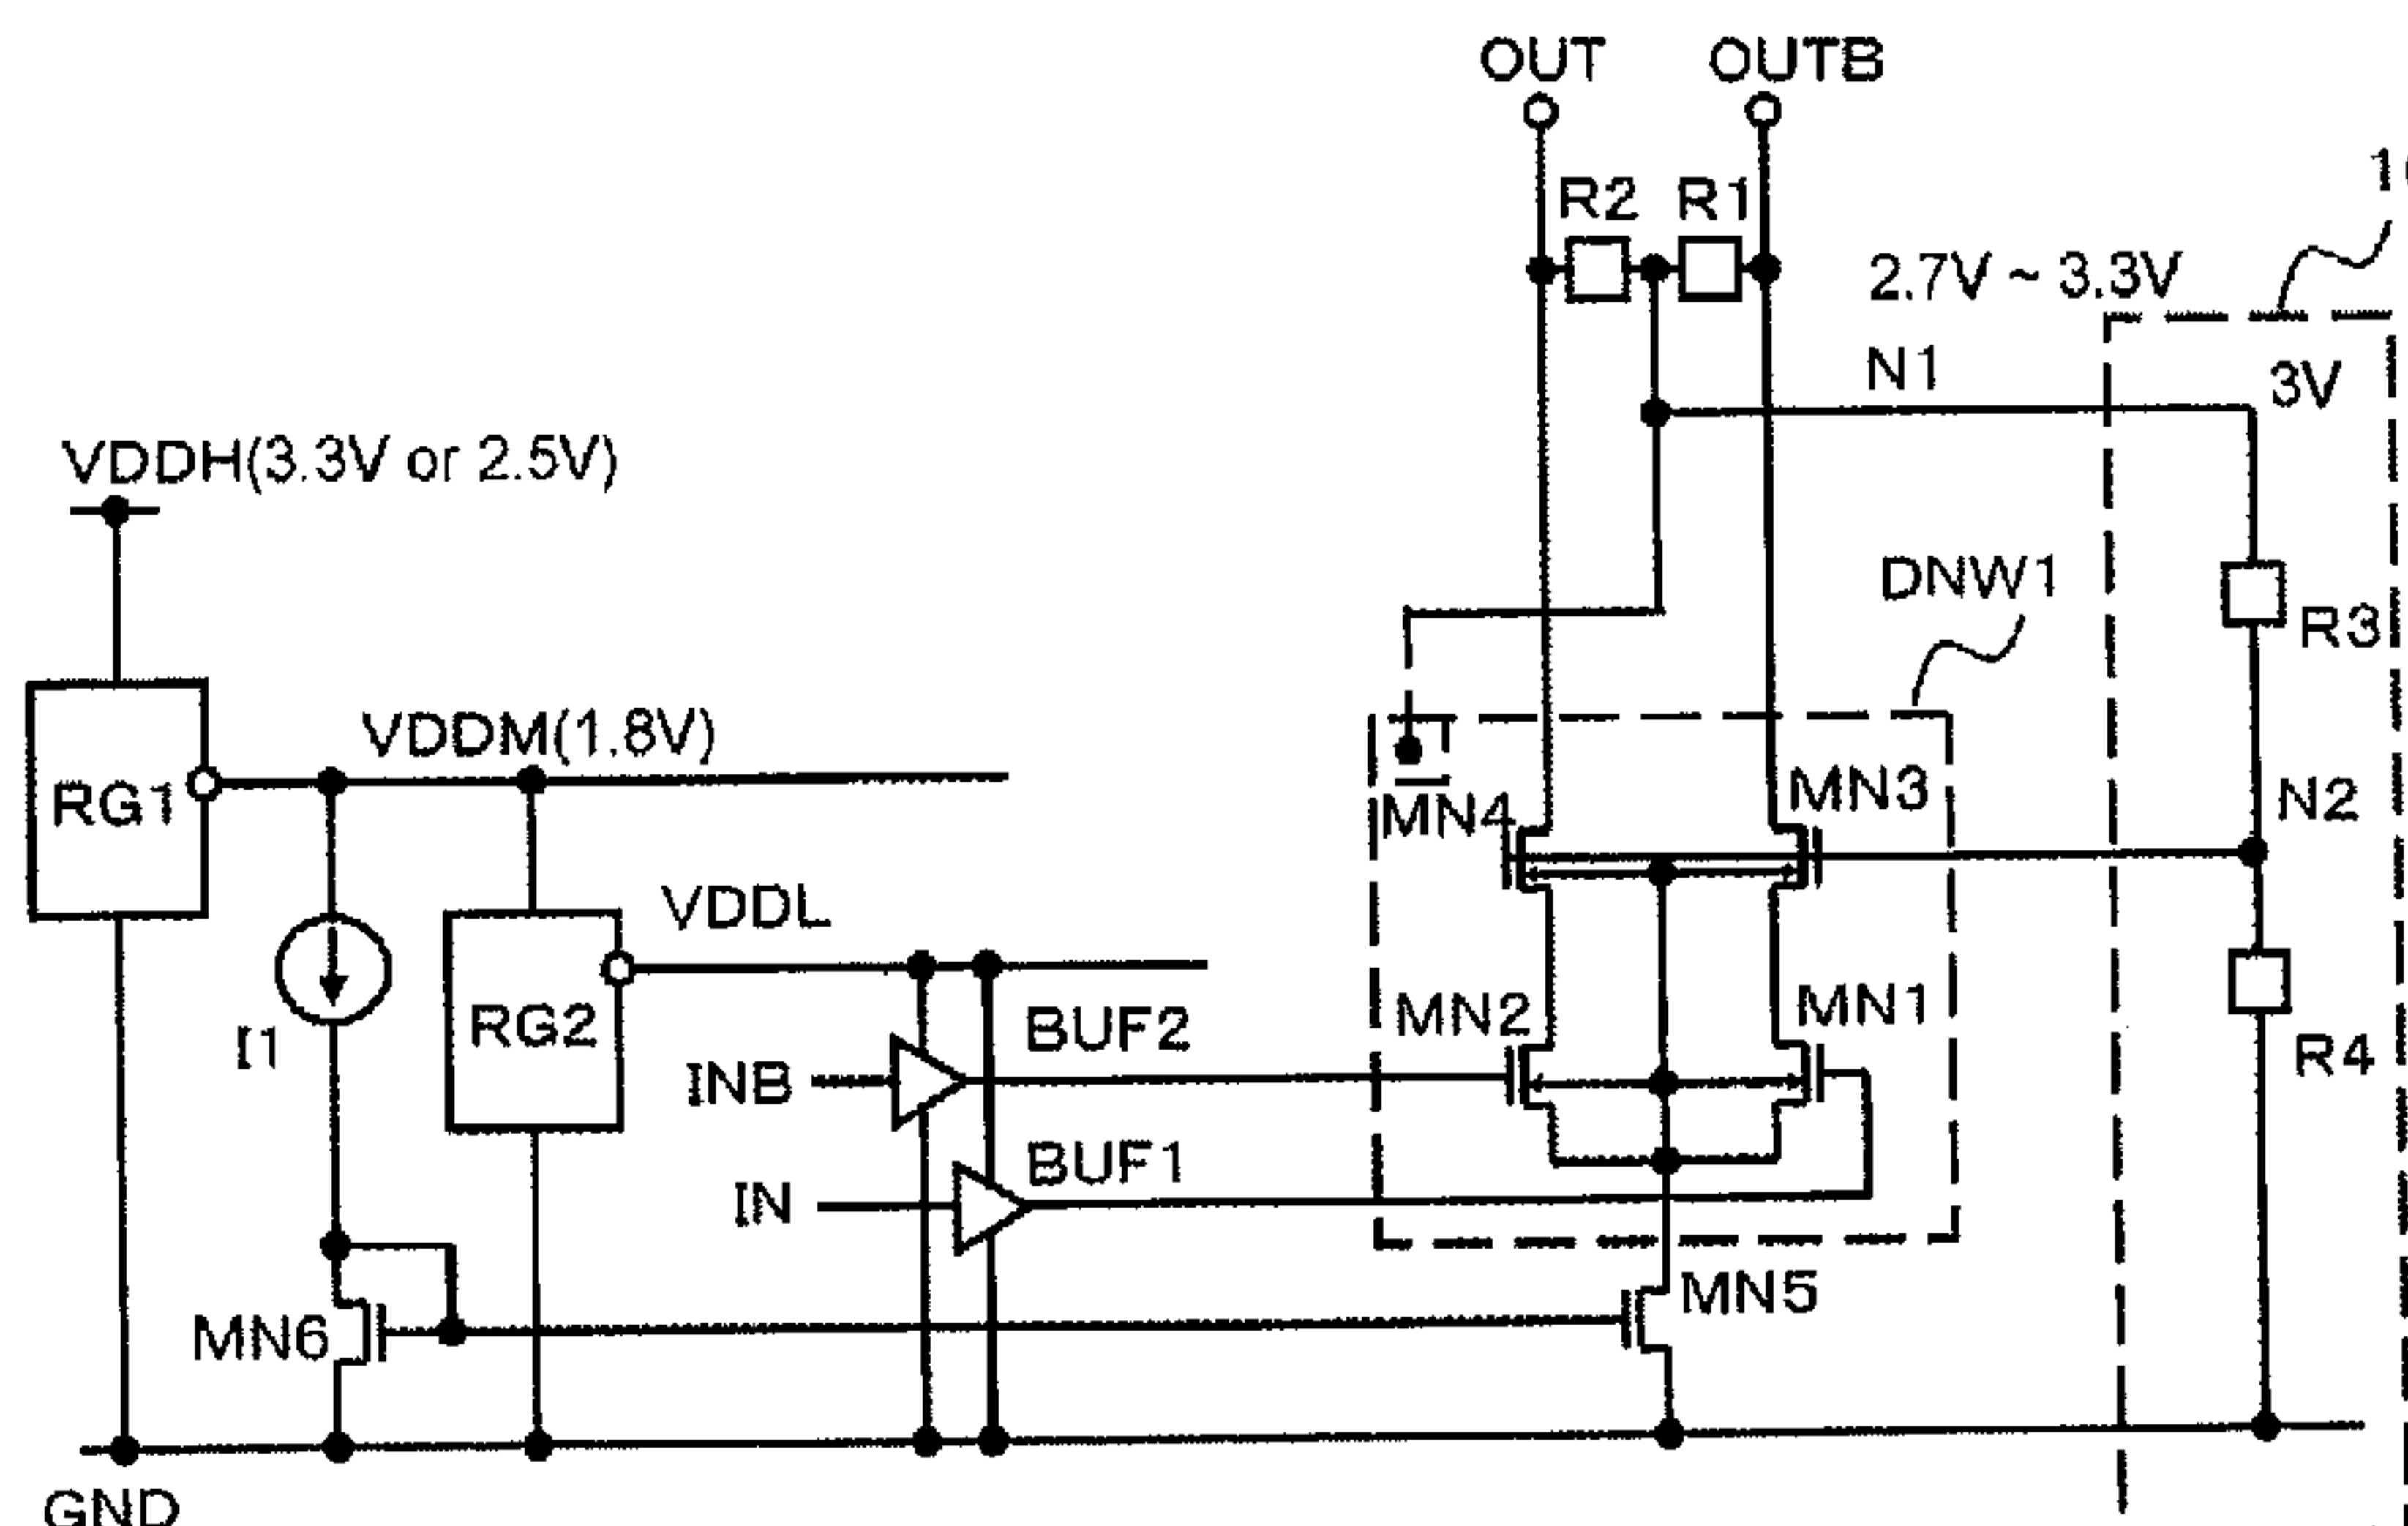 OUT OUTB
R2 R1
2.7V ~ 3.3V
N1
3V
VDDH(3.3V or 2.5V)
DNW1
R3
VDDM(1.8V)
RG1
MN4
MN3
N2
VDDL
MN2
MN1
RG2
BUF2
I1
INB
R4
BUF1
IN
MN5
MN6
GND